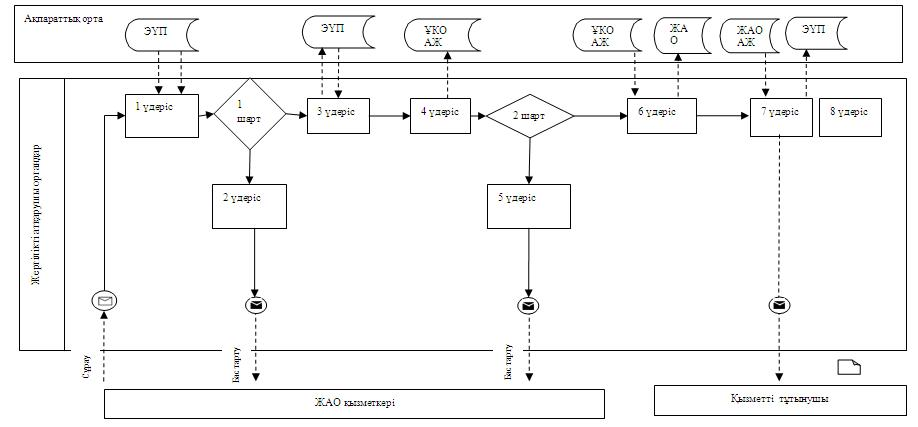 Ақпараттық орта
ЭҮП
ЭҮП
ҰКО
АЖ
ҰКО
АЖ
ЖА
О
ЖАО
АЖ
ЭҮП
Жергілікті атқарушы органдар
1 үдеріс
1
шарт
3 үдеріс
4 үдеріс
2 шарт
6 үдеріс
7 үдеріс
8 үдеріс
2 үдеріс
5 үдеріс
Сұрау
Бас тарту
Бас тарту
ЖАО қызметкері
Қызметті тұтынушы